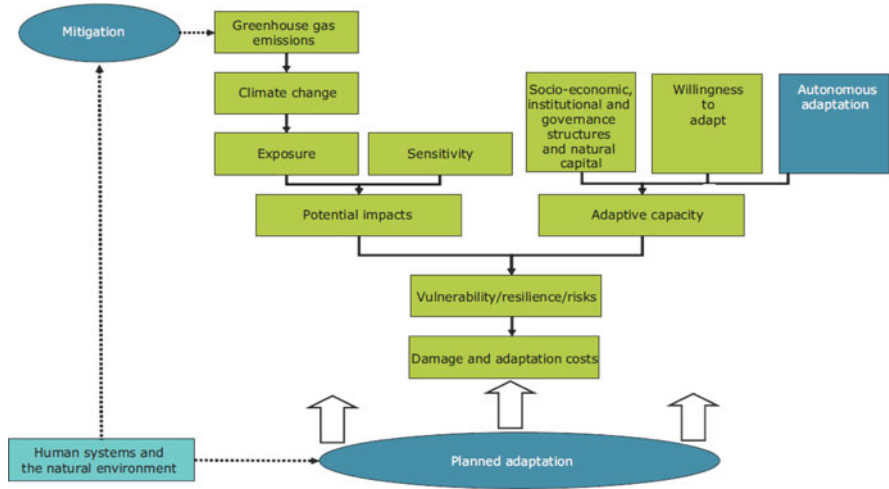 Mitigation
Greenhouse gas
emissions
Climate change
Exposure
Sensitivity
Socio-economic,
institutional and
governance
structures
and natural
capital
Willingness
to
adapt
Autonomous
adaptation
Potential impacts
Adaptive capacity
Vulnerability/resilience/risks
Damage and adaptation costs
Human systems and
the natural environment
Planned adaptation